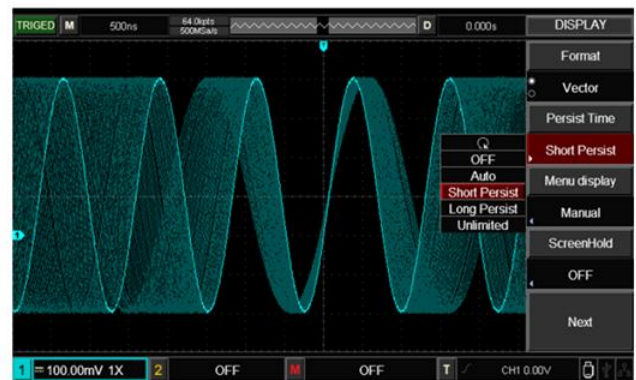 TRIGED M 500ns 64.0kpts D 0.000s DISPLAY
500MSa/s
Format
Vector
Persist Time
OFF
Short Persist
Auto
Menu display
Short Persist
Long Persist
Manual
Unlimited
1
ScreenHold
OFF
Next
1 100.00mV 1X 2 OFF M OFF T CH1 0.00V